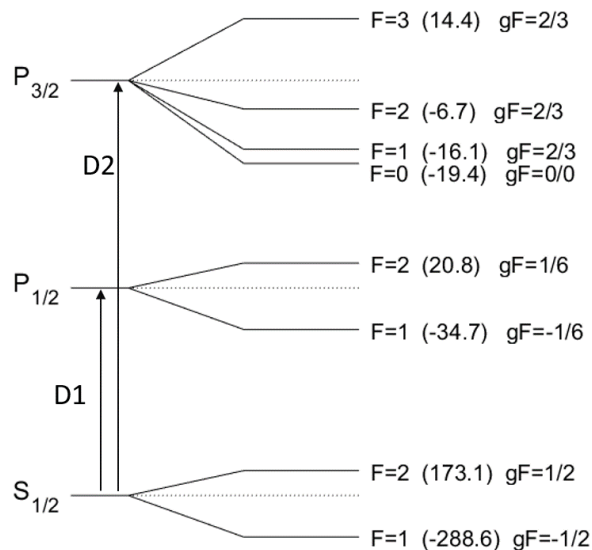 F=3 (14.4) gF=2/3
P3/2
F=2 (-6.7) gF=2/3
F=1 (-16.1) gF=2/3
D2
F=0 (-19.4) gF=0/0
F=2 (20.8) gF=1/6
P1/2
F=1 (-34.7) gF=-1/6
D1
F=2 (173.1) gF=1/2
S1/2
F=1 (-288.6) gF=-1/2